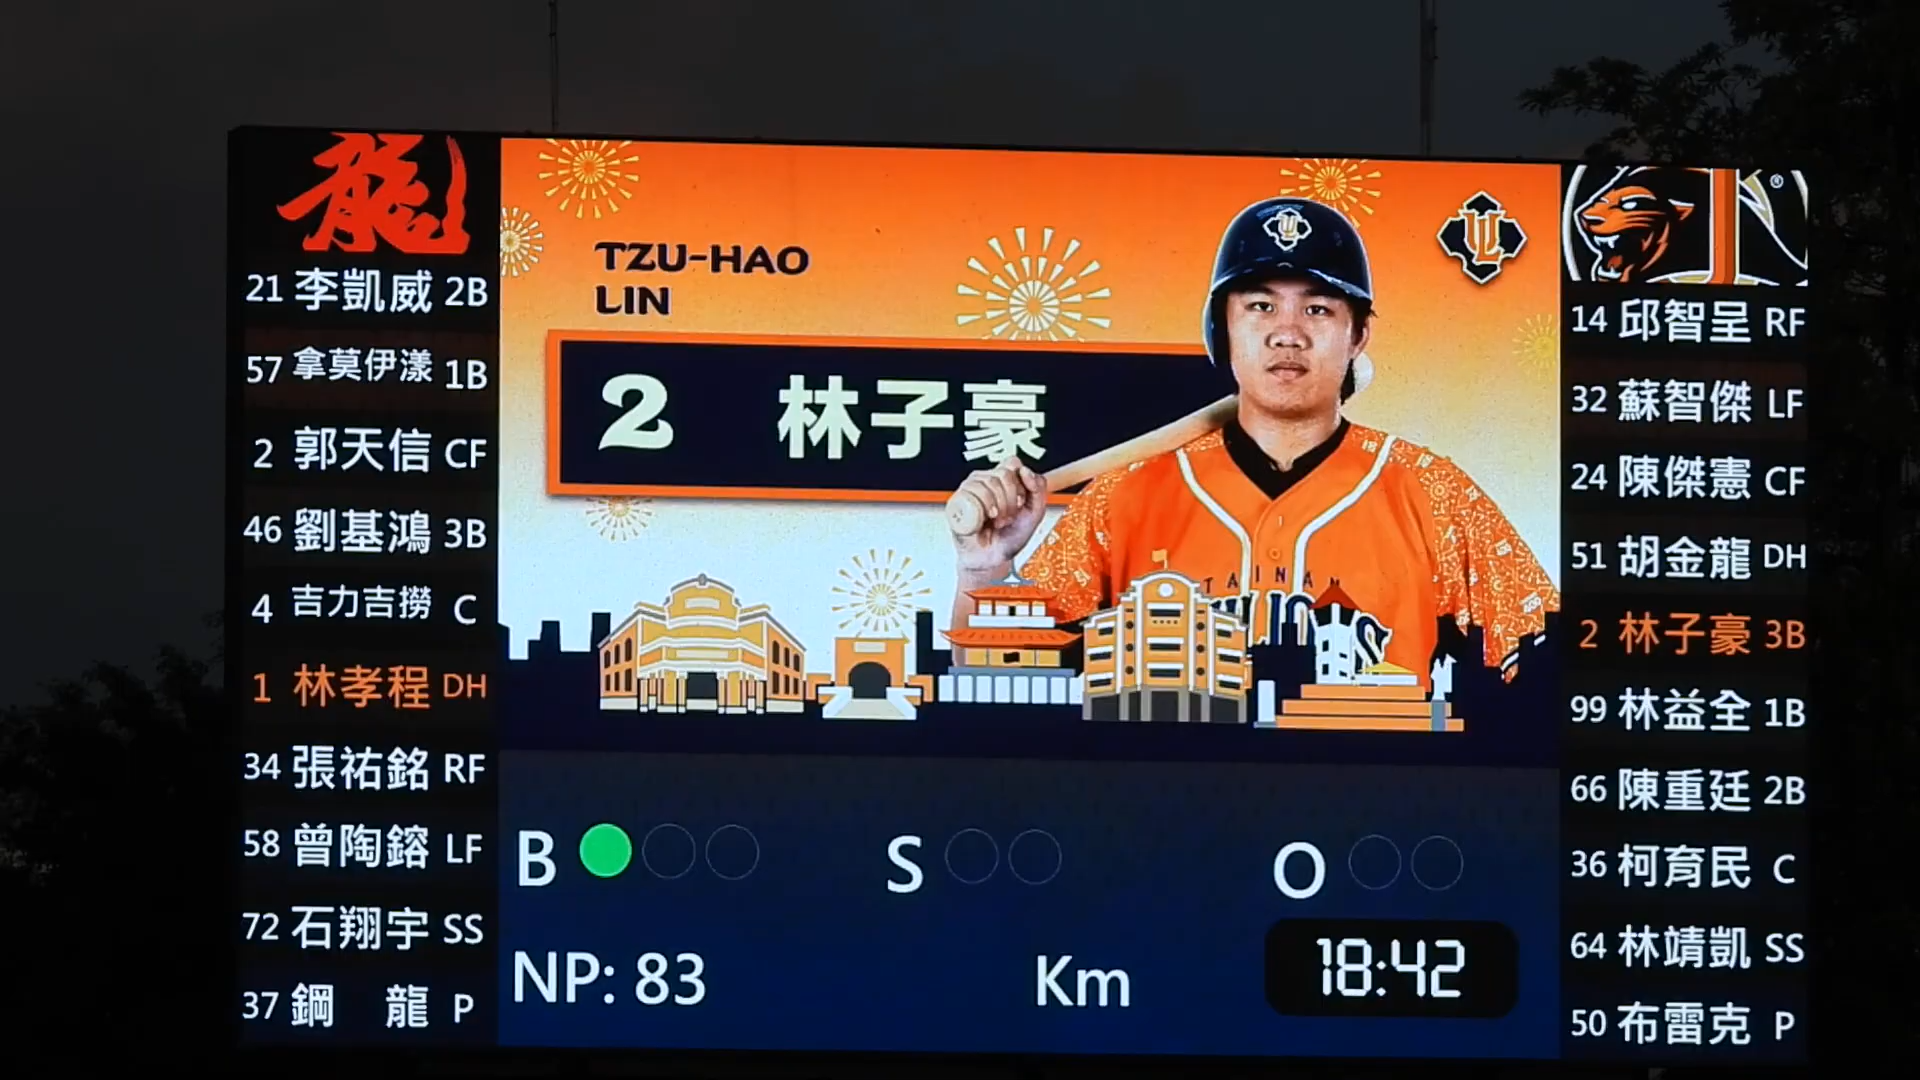 龍
21 李凱威 2B
57 拿莫伊漾 1B
2 郭天信 CF
46 劉基鴻 3B
4 吉力吉撈 C
1 林孝程 DH
34 張祐銘 RF
58 曾陶鎔 LF
72 石翔宇 SS
37 鋼 龍 P
TZU-HAO
LIN
2 林子豪
UL
UL
TAINAN
B S O
NP: 83 Km 18:42
®
14 邱智呈 RF
32 蘇智傑 LF
24 陳傑憲 CF
51 胡金龍 DH
2 林子豪 3B
99 林益全 1B
66 陳重廷 2B
36 柯育民 C
64 林靖凱 SS
50 布雷克 P